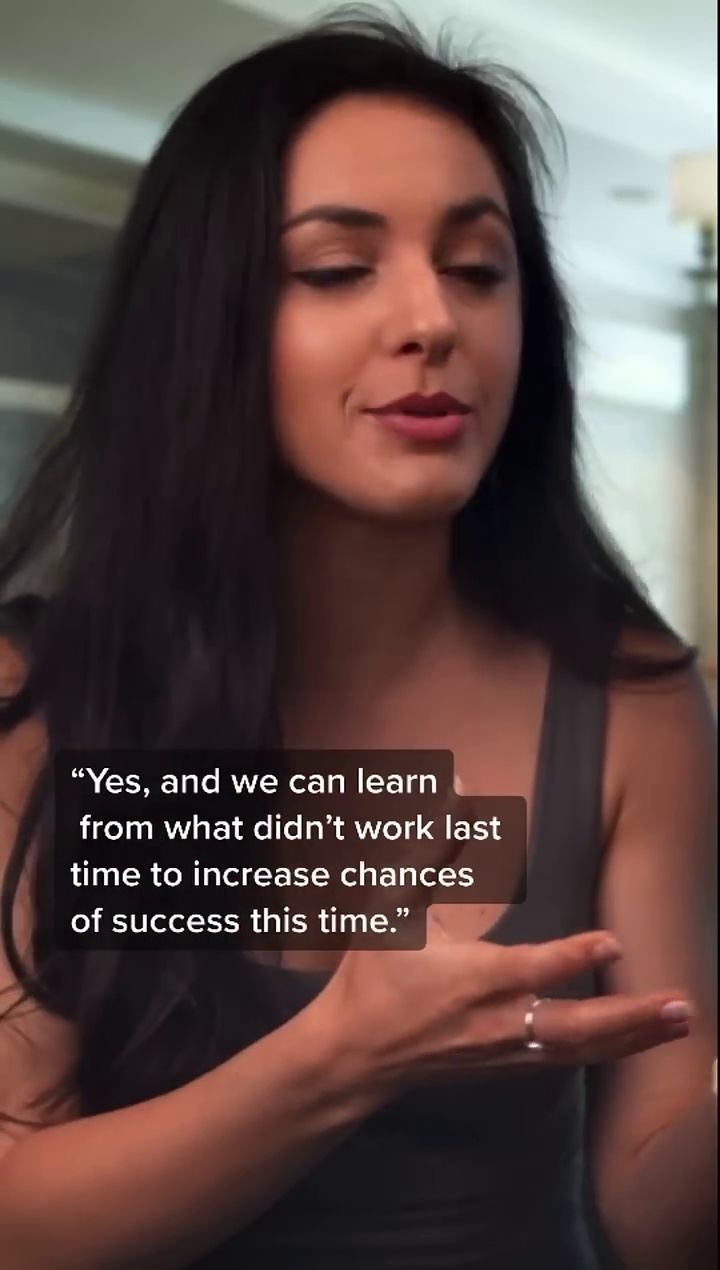 “Yes, and we can learn
from what didn’t work last
time to increase chances
of success this time.”